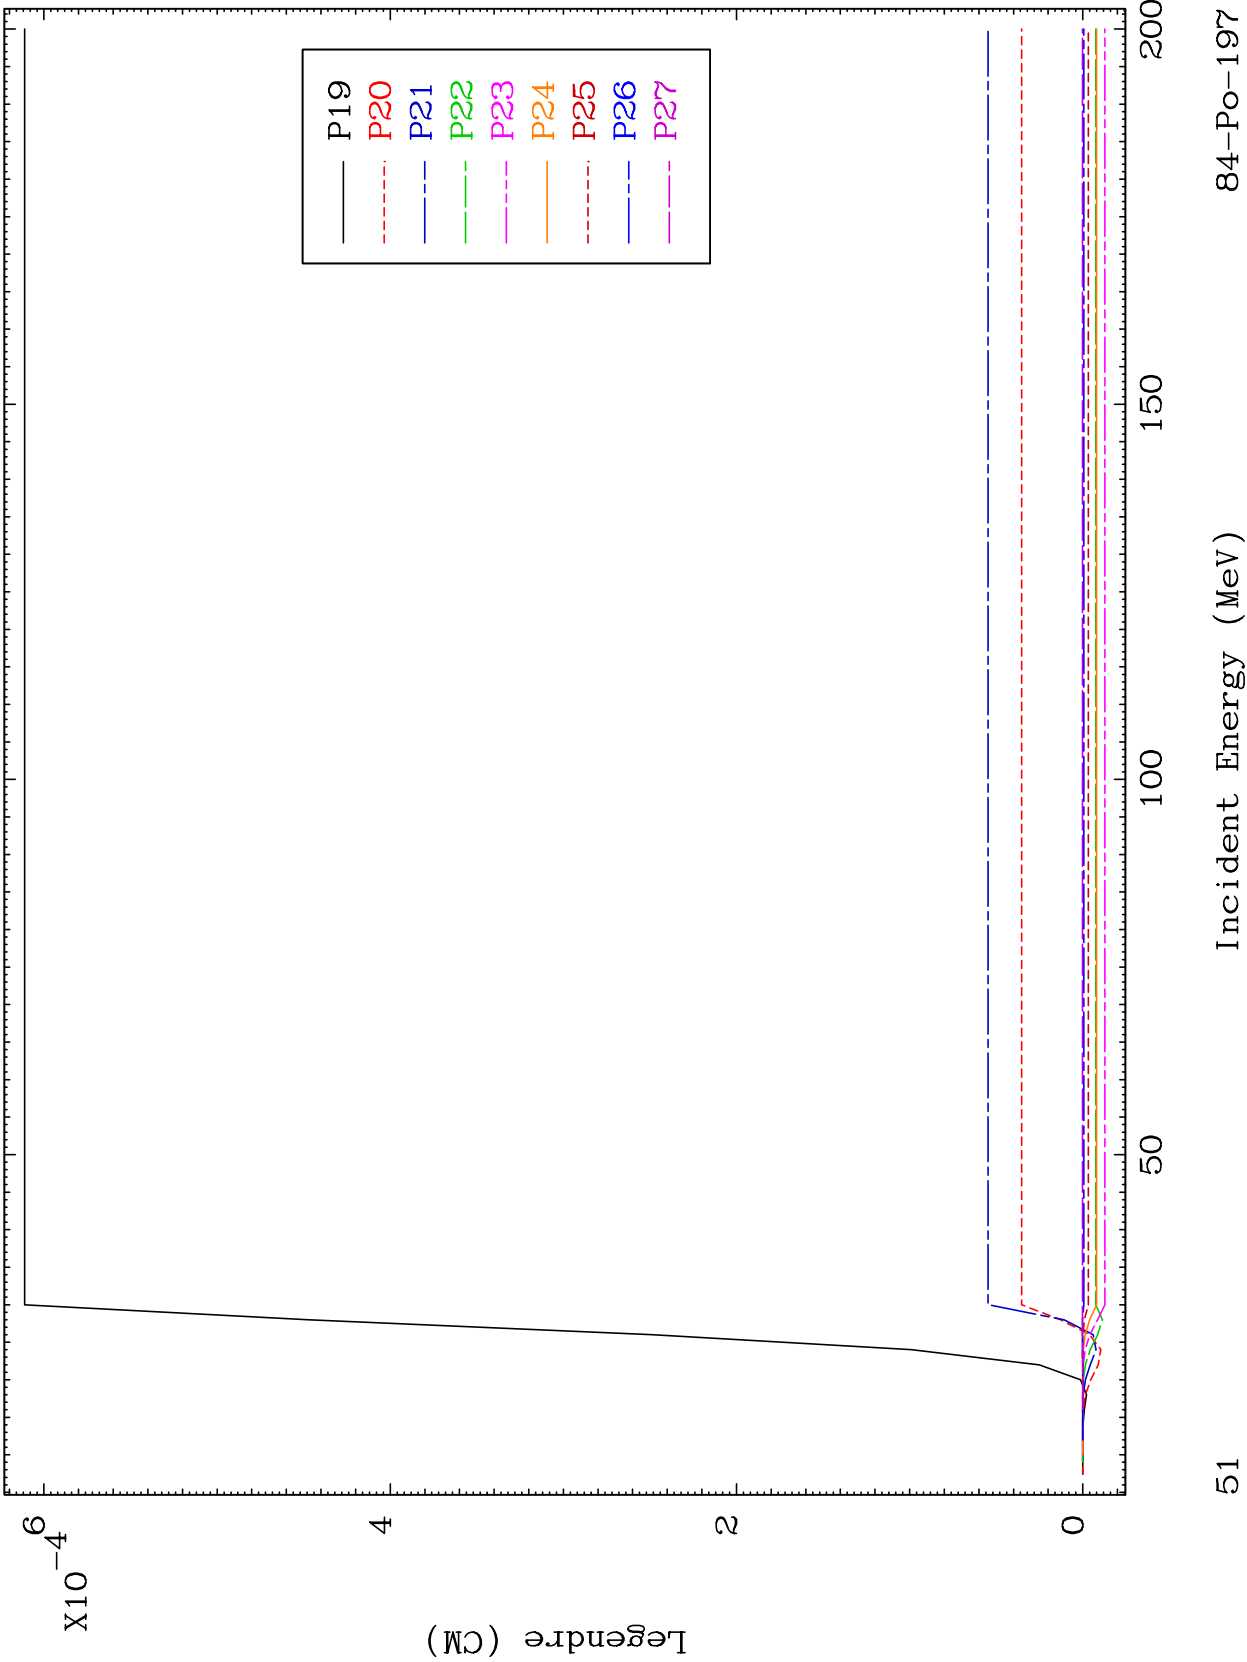 X10⁻⁴
6
4
2
0
Legendre (CM)
P19
P20
P21
P22
P23
P24
P25
P26
P27
50
100
150
200
Incident Energy (MeV)
51
84-Po-197